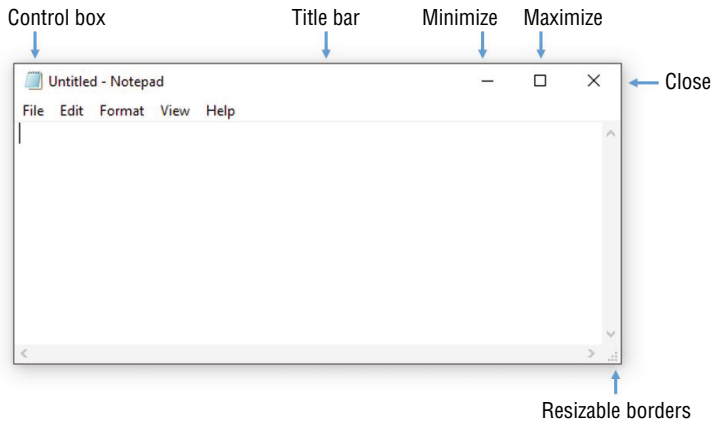 Control box Title bar Minimize Maximize
Untitled - Notepad
Close
File Edit Format View Help
Resizable borders